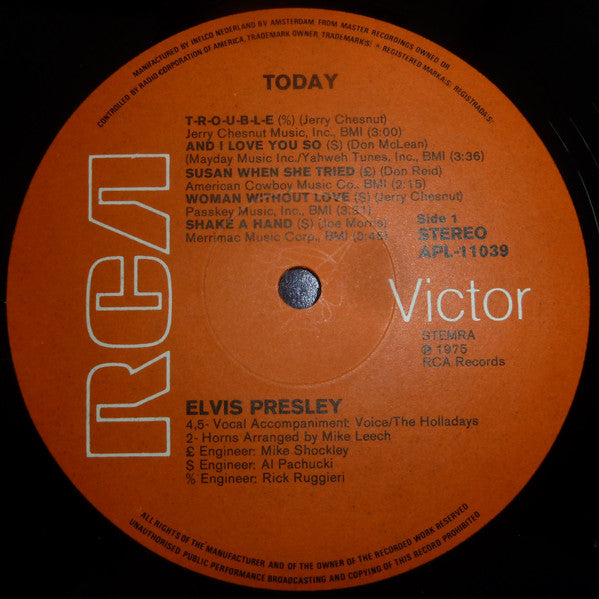 MANUFACTURED BY INELCO NEDERLAND BV AMSTERDAM FROM MASTER RECORDINGS OWNED OR
CONTROLLED BY RADIO CORPORATION OF AMERICA, TRADEMARK OWNER, TRADEMARK(S) ® REGISTERED MARKA(S) REGISTRADA(S)
TODAY
T-R-O-U-B-L-E (%) (Jerry Chesnut)
Jerry Chesnut Music, Inc., BMI (3:00)
AND I LOVE YOU SO ($) (Don McLean)
(Mayday Music Inc./Yahweh Tunes, Inc., BMI (3:36)
SUSAN WHEN SHE TRIED (£) (Don Reid)
American Cowboy Music Co., BMI (2:15)
WOMAN WITHOUT LOVE ($) (Jerry Chesnut)
Passkey Music, Inc., BMI (3:31)
SHAKE A HAND ($) (Joe Morris)
Merrimac Music Corp., BMI (3:48)
Side 1
STEREO
APL-11039
RCA
Victor
STEMRA
℗ 1975
RCA Records
ELVIS PRESLEY
4,5- Vocal Accompaniment: Voice/The Holladays
2- Horns Arranged by Mike Leech
£ Engineer: Mike Shockley
$ Engineer: Al Pachucki
% Engineer: Rick Ruggieri
ALL RIGHTS OF THE MANUFACTURER AND OF THE OWNER OF THE RECORDED WORK RESERVED
UNAUTHORISED PUBLIC PERFORMANCE BROADCASTING AND COPYING OF THIS RECORD PROHIBITED